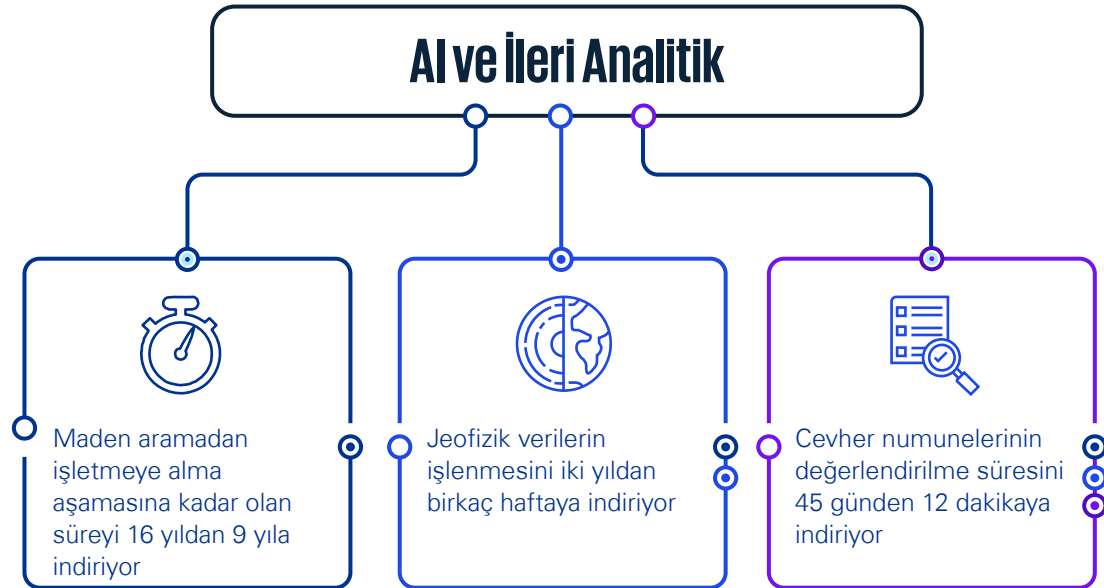 AI ve İleri Analitik
Maden aramadan
işletmeye alma
aşamasına kadar olan
süreyi 16 yıldan 9 yıla
indiriyor
Jeofizik verilerin
işlenmesini iki yıldan
birkaç haftaya indiriyor
Cevher numunelerinin
değerlendirilme süresini
45 günden 12 dakikaya
indiriyor